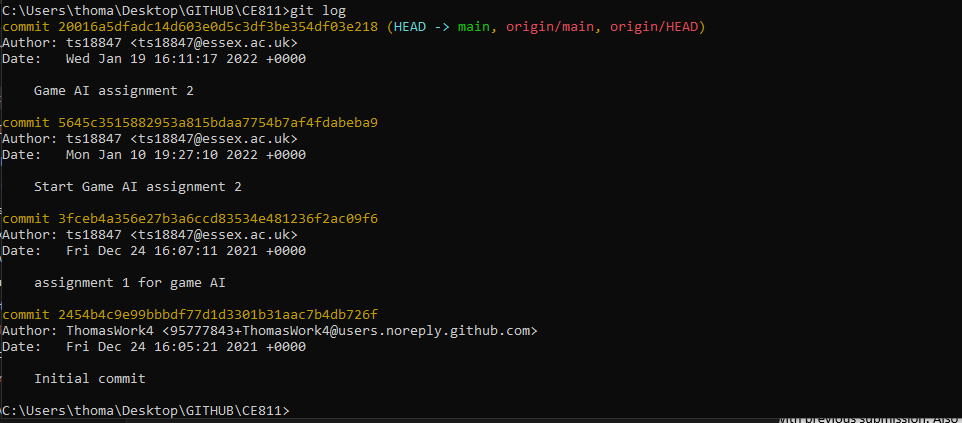 C:\Users\thoma\Desktop\GITHUB\CE811>git log
commit 20016a5dfadc14d603e0d5c3df3be354df03e218 (HEAD -> main, origin/main, origin/HEAD)
Author: ts18847 <ts18847@essex.ac.uk>
Date:   Wed Jan 19 16:11:17 2022 +0000
Game AI assignment 2
commit 5645c3515882953a815bdaa7754b7af4fdabeba9
Author: ts18847 <ts18847@essex.ac.uk>
Date:   Mon Jan 10 19:27:10 2022 +0000
Start Game AI assignment 2
commit 3fceb4a356e27b3a6ccd83534e481236f2ac09f6
Author: ts18847 <ts18847@essex.ac.uk>
Date:   Fri Dec 24 16:07:11 2021 +0000
assignment 1 for game AI
commit 2454b4c9e99bbbdf77d1d3301b31aac7b4db726f
Author: ThomasWork4 <95777843+ThomasWork4@users.noreply.github.com>
Date:   Fri Dec 24 16:05:21 2021 +0000
Initial commit
C:\Users\thoma\Desktop\GITHUB\CE811>
with previous submission. Also